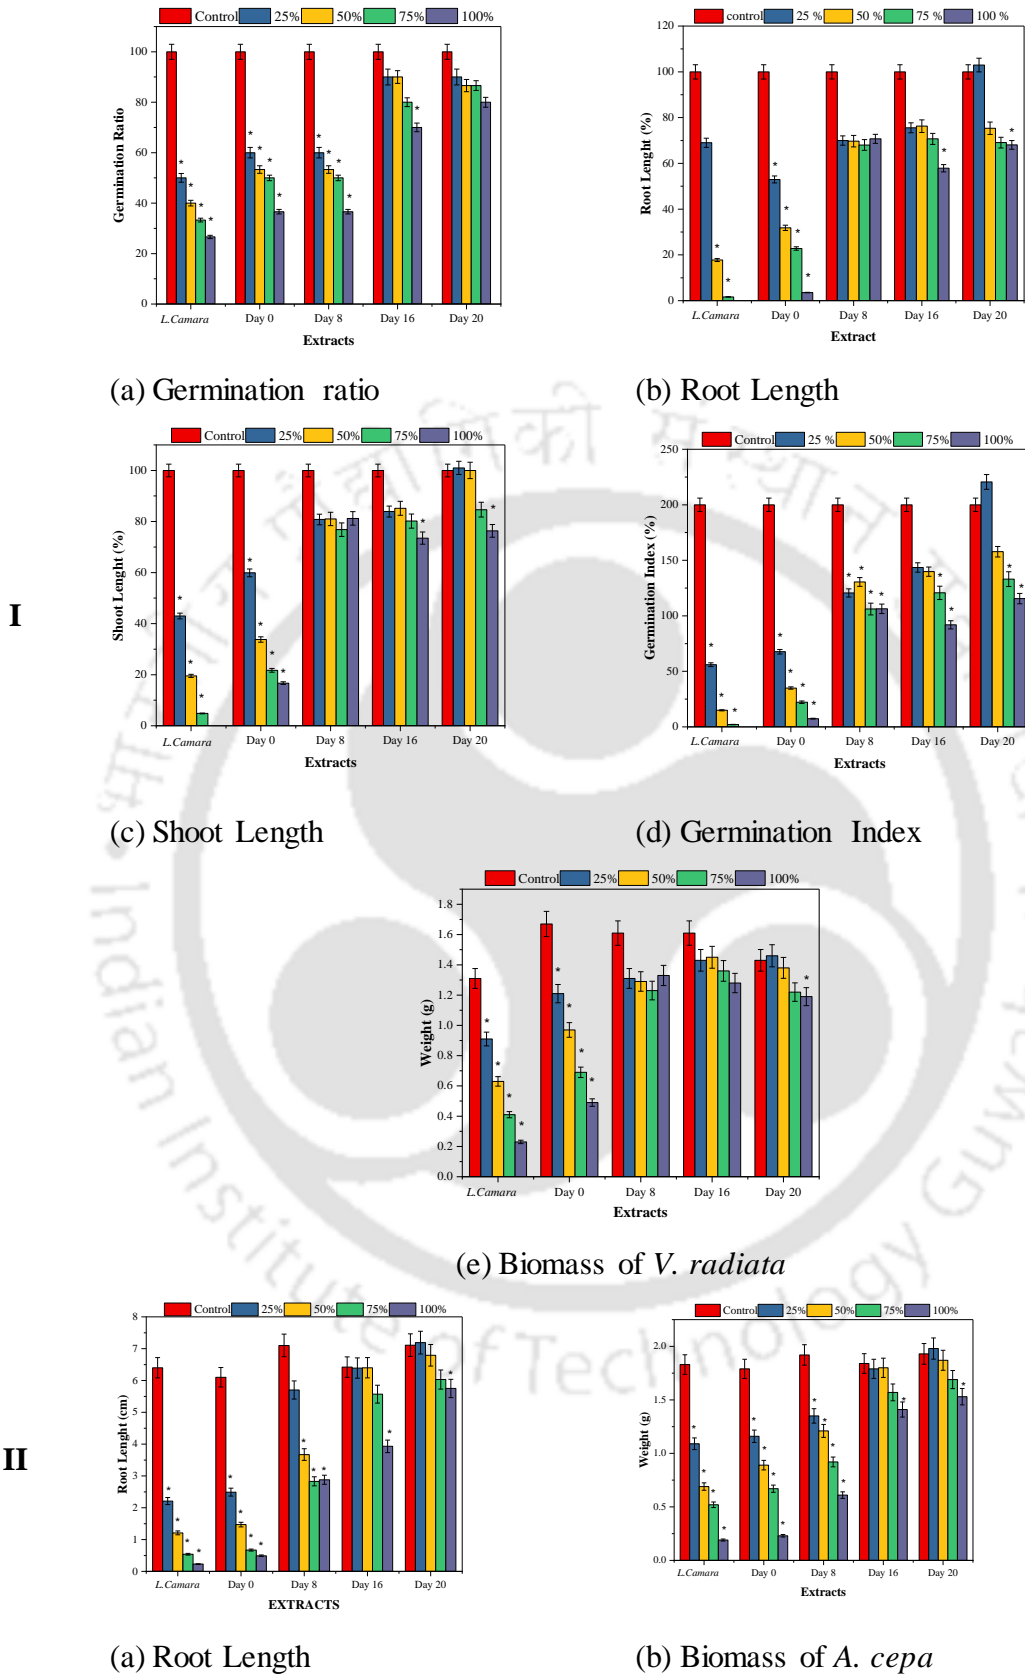 Control 25% 50% 75% 100%
Germination Ratio
100
80
60
40
20
0
L.Camara Day 0 Day 8 Day 16 Day 20
Extracts
(a) Germination ratio
control 25 % 50 % 75 % 100 %
Root Lenght (%)
120
100
80
60
40
20
0
L.Camara Day 0 Day 8 Day 16 Day 20
Extract
(b) Root Length
I
Control 25% 50% 75% 100%
Shoot Lenght (%)
100
80
60
40
20
0
L.Camara Day 0 Day 8 Day 16 Day 20
Extracts
(c) Shoot Length
Control 25 % 50% 75% 100%
Germination Index (%)
250
200
150
100
50
0
L.Camara Day 0 Day 8 Day 16 Day 20
Extracts
(d) Germination Index
Control 25% 50% 75% 100%
Weight (g)
1.8
1.6
1.4
1.2
1.0
0.8
0.6
0.4
0.2
0.0
L.Camara Day 0 Day 8 Day 16 Day 20
Extracts
(e) Biomass of V. radiata
II
Control 25% 50% 75% 100%
Root Lenght (cm)
8
7
6
5
4
3
2
1
0
L.Camara Day 0 Day 8 Day 16 Day 20
EXTRACTS
(a) Root Length
Control 25% 50% 75% 100%
Weight (g)
2.0
1.5
1.0
0.5
0.0
L.Camara Day 0 Day 8 Day 16 Day 20
Extracts
(b) Biomass of A. cepa
Indian Institute of Technology